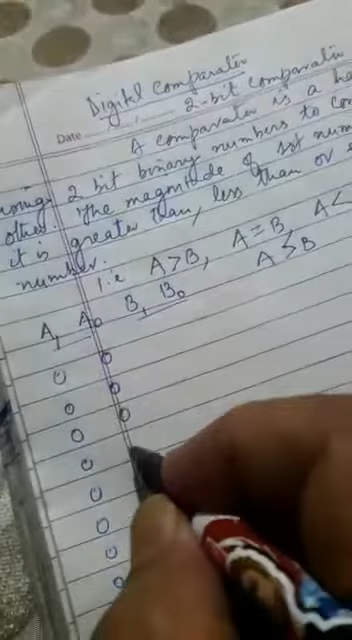 Digital Comparator
Date 2-bit comparator
A comparator is a
2 bit binary numbers to
other. The magnitude of 1st
it is greater than, less than or
number.
i.e A>B, A=B, A<
A>B
A₁ A₀ B₁ B₀
0 0
0 0
0 0
0
0
0
0
0